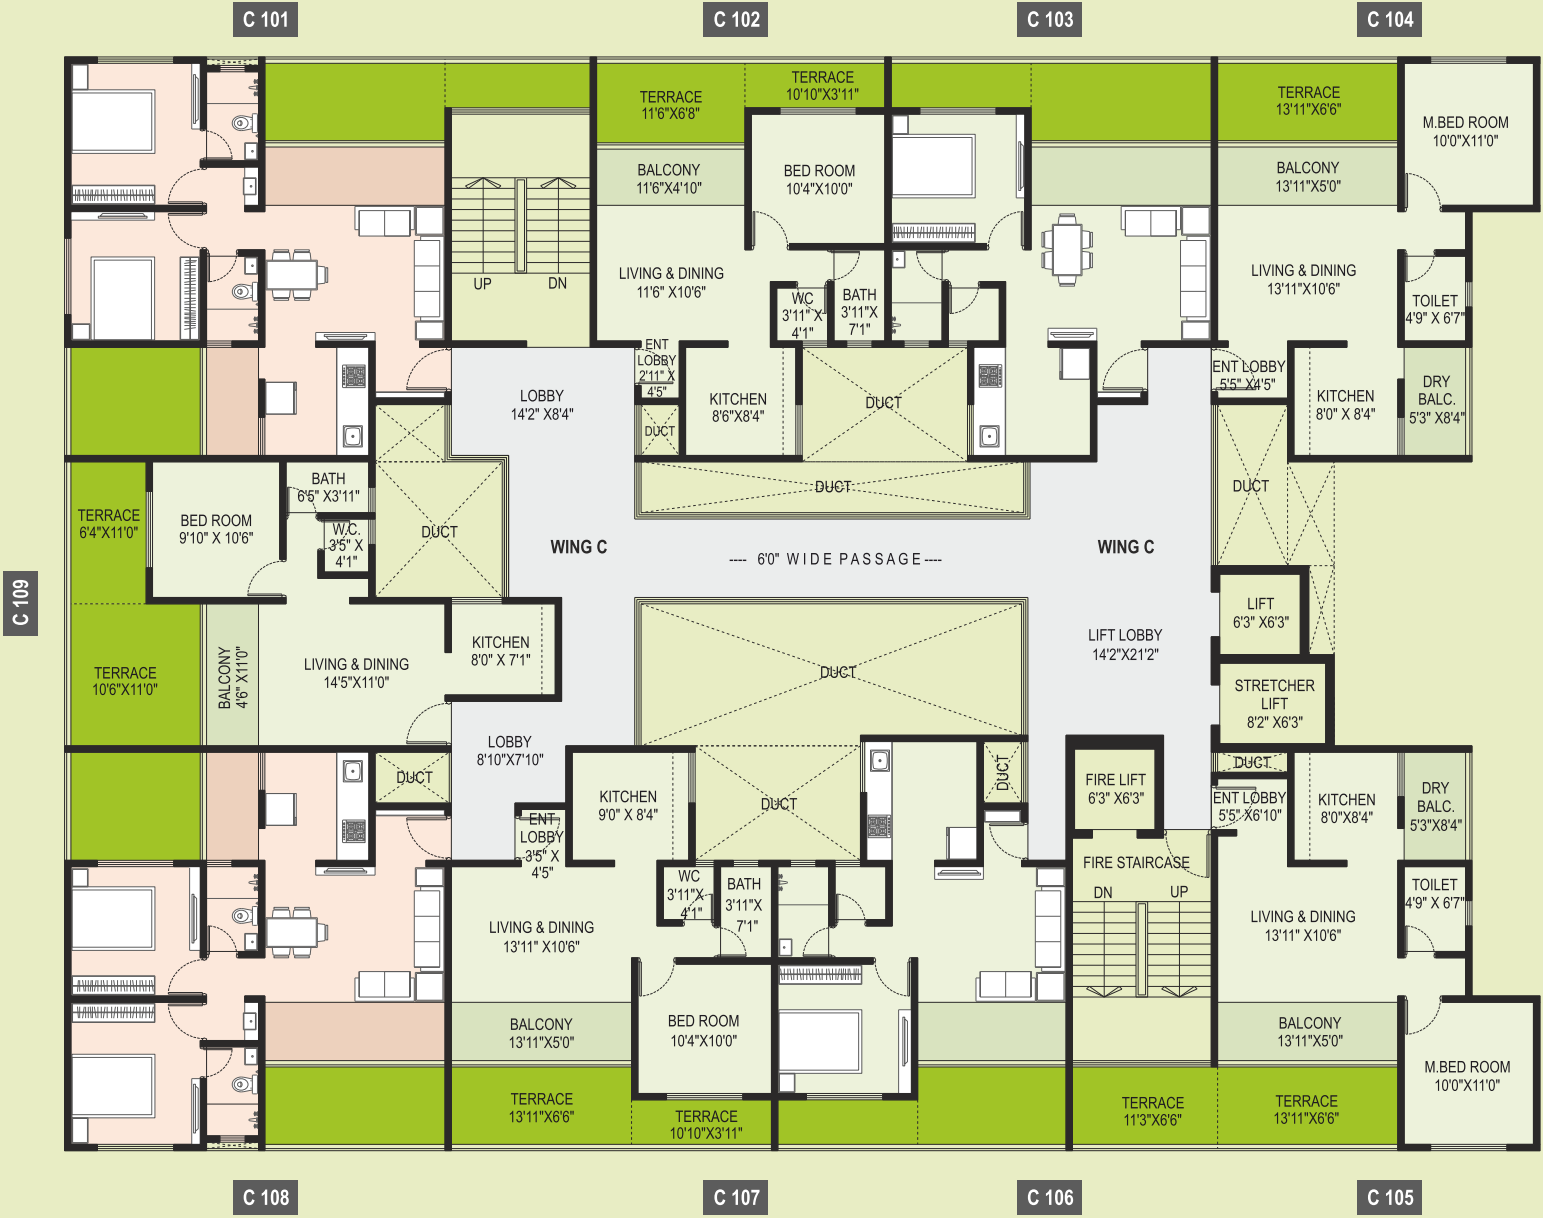 C 101
C 102
C 103
C 104
TERRACE
11'6"X6'8"
TERRACE
10'10"X3'11"
TERRACE
13'11"X6'6"
M.BED ROOM
10'0"X11'0"
BALCONY
11'6"X4'10"
BED ROOM
10'4"X10'0"
BALCONY
13'11"X5'0"
UP
DN
LIVING & DINING
11'6" X10'6"
WC
3'11" X
4'1"
BATH
3'11"X
7'1"
LIVING & DINING
13'11"X10'6"
TOILET
4'9" X 6'7"
ENT
LOBBY
2'11" X
4'5"
LOBBY
14'2" X8'4"
KITCHEN
8'6"X8'4"
DUCT
DUCT
ENT LOBBY
5'5" X4'5"
KITCHEN
8'0" X 8'4"
DRY
BALC.
5'3" X8'4"
BATH
6'5" X3'11"
TERRACE
6'4"X11'0"
BED ROOM
9'10" X 10'6"
W.C.
3'5" X
4'1"
DUCT
DUCT
DUCT
WING C
WING C
---- 6'0" WIDE PASSAGE ----
C 109
LIFT
6'3" X6'3"
KITCHEN
8'0" X 7'1"
LIFT LOBBY
14'2"X21'2"
TERRACE
10'6"X11'0"
BALCONY
4'6" X11'0"
LIVING & DINING
14'5"X11'0"
DUCT
STRETCHER
LIFT
8'2" X6'3"
LOBBY
8'10"X7'10"
DUCT
KITCHEN
9'0" X 8'4"
DUCT
DUCT
FIRE LIFT
6'3" X6'3"
DUCT
ENT LOBBY
5'5" X6'10"
KITCHEN
8'0"X8'4"
DRY
BALC.
5'3"X8'4"
ENT
LOBBY
3'5" X
4'5"
FIRE STAIRCASE
DN
UP
WC
3'11"X
4'1"
BATH
3'11"X
7'1"
TOILET
4'9" X 6'7"
LIVING & DINING
13'11" X10'6"
LIVING & DINING
13'11" X10'6"
BALCONY
13'11"X5'0"
BED ROOM
10'4"X10'0"
BALCONY
13'11"X5'0"
M.BED ROOM
10'0"X11'0"
TERRACE
13'11"X6'6"
TERRACE
10'10"X3'11"
TERRACE
11'3"X6'6"
TERRACE
13'11"X6'6"
C 108
C 107
C 106
C 105